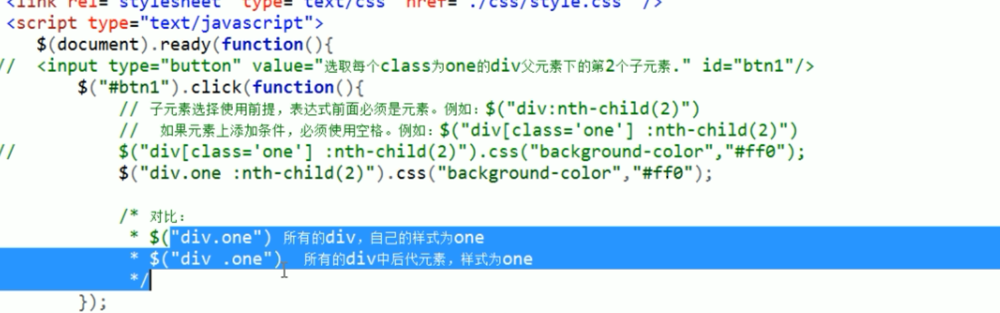 <link rel="stylesheet" type="text/css" href="./css/style.css" />
<script type="text/javascript">
$(document).ready(function(){
// <input type="button" value="选取每个class为one的div父元素下的第2个子元素." id="btn1"/>
$("#btn1").click(function(){
// 子元素选择使用前提，表达式前面必须是元素。例如：$("div:nth-child(2)")
// 如果元素上添加条件，必须使用空格。例如：$("div[class='one'] :nth-child(2)")
// $("div[class='one'] :nth-child(2)").css("background-color","#ff0");
$("div.one :nth-child(2)").css("background-color","#ff0");
/* 对比：
* $("div.one") 所有的div，自己的样式为one
* $("div .one") 所有的div中后代元素，样式为one
*/
});